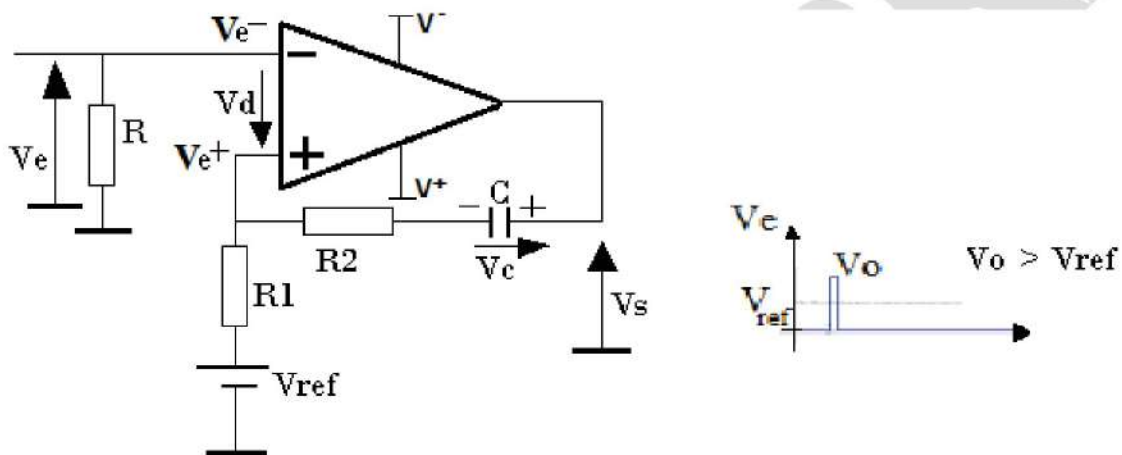 Ve− V-
−
Vd
R
Ve
Ve+ +
V+
− C +
R2 Vc
R1 Vs
Vref
Ve
Vo Vo > Vref
Vref